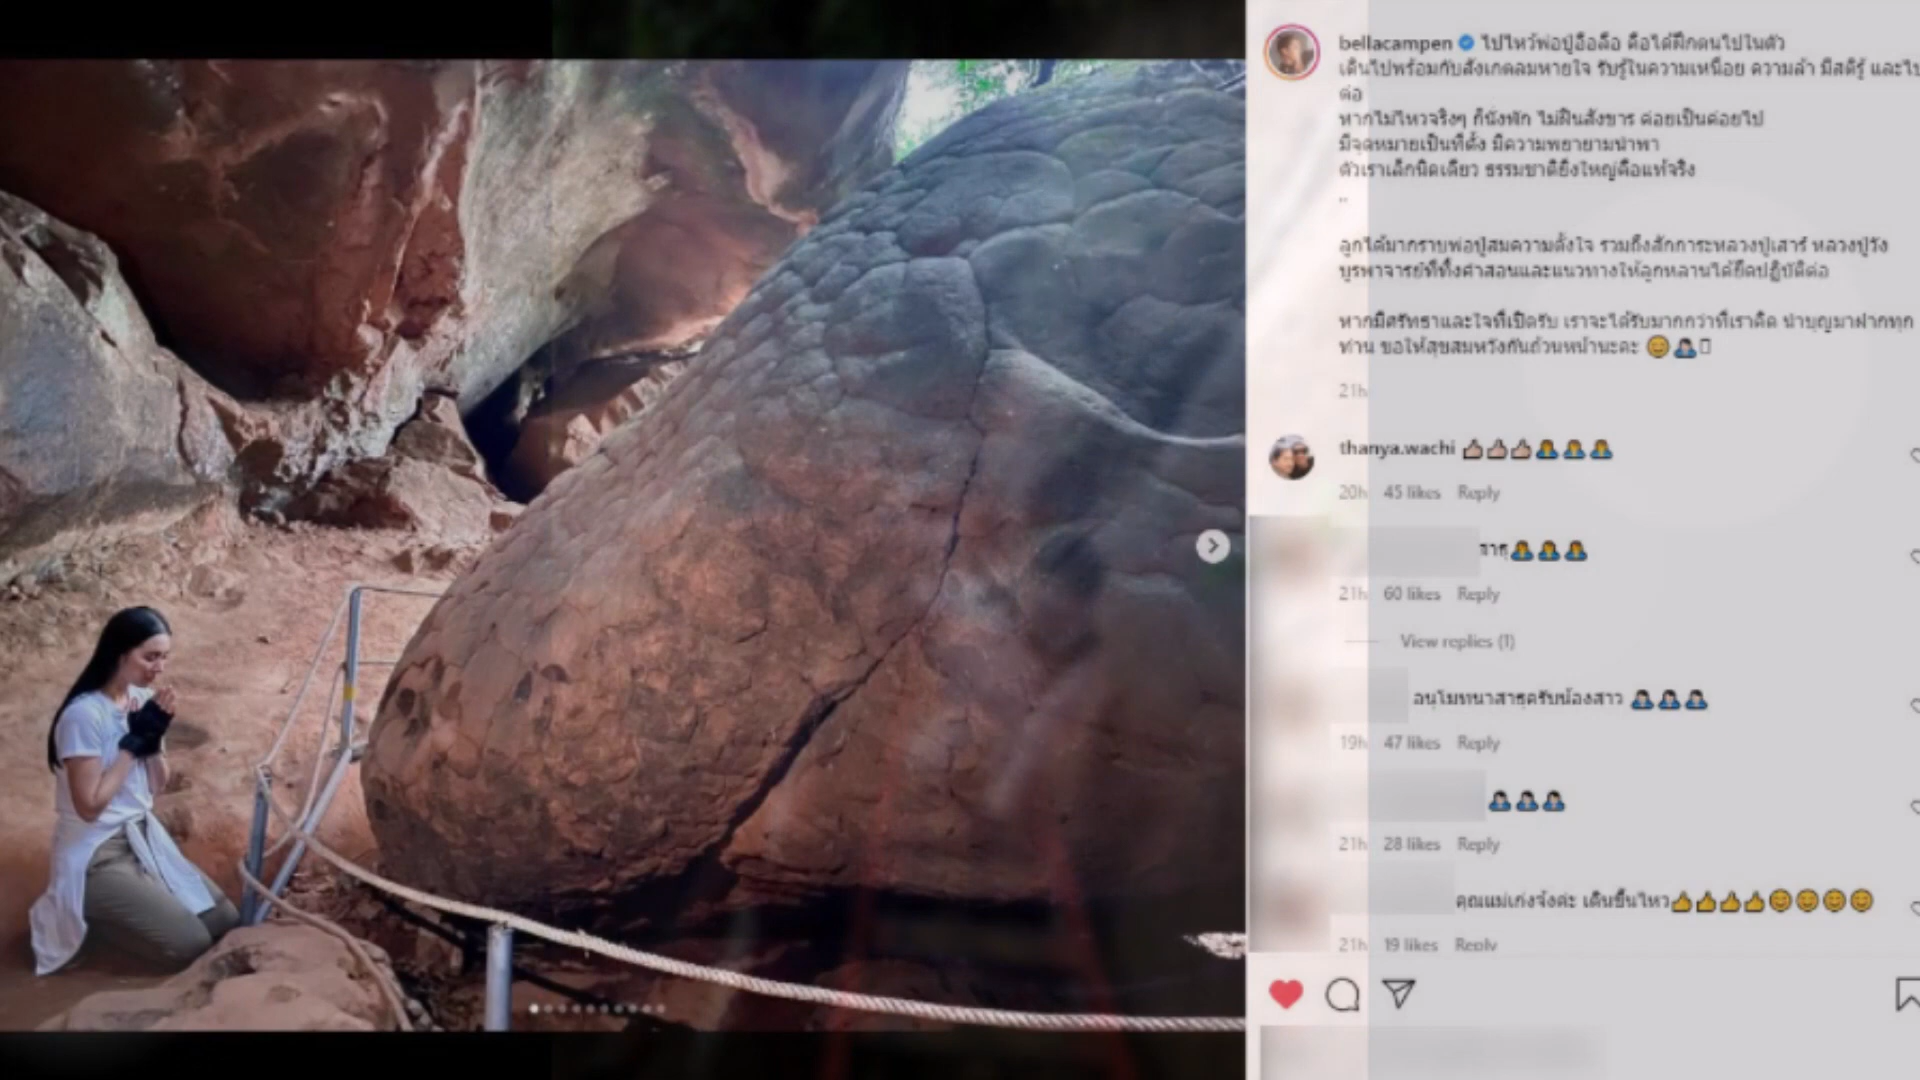 bellacampen ไปไหว้พ่อปู่อือลือ คือได้ฝึกตนไปในตัว
เดินไปพร้อมกับสังเกตลมหายใจ รับรู้ในความเหนื่อย ความล้า มีสติรู้ และไป
ต่อ
หากไม่ไหวจริงๆ ก็นั่งพัก ไม่ฝืนสังขาร ค่อยเป็นค่อยไป
มีจุดหมายเป็นที่ตั้ง มีความพยายามนำพา
ตัวเราเล็กนิดเดียว ธรรมชาติยิ่งใหญ่คือแท้จริง
..
ลูกได้มากราบพ่อปู่สมความตั้งใจ รวมถึงสักการะหลวงปู่เสาร์ หลวงปู่วัง
บูรพาจารย์ที่ทิ้งคำสอนและแนวทางให้ลูกหลานได้ยึดปฏิบัติต่อ
หากมีศรัทธาและใจที่เปิดรับ เราจะได้รับมากกว่าที่เราคิด นำบุญมาฝากทุก
ท่าน ขอให้สุขสมหวังกันถ้วนหน้านะคะ 😊🙇🏻
21h
thanya.wachi 👍🏻👍🏻👍🏻🙇‍♀️🙇‍♀️🙇‍♀️
20h 45 likes Reply
สาธุ🙇‍♀️🙇‍♀️🙇‍♀️
21h 60 likes Reply
View replies (1)
อนุโมทนาสาธุครับน้องสาว 🙇🏻🙇🏻🙇🏻
19h 47 likes Reply
🙇🏻🙇🏻🙇🏻
21h 28 likes Reply
คุณแม่เก่งจังค่ะ เดินขึ้นไหว👍👍👍👍😊😊😊😊
21h 19 likes Reply